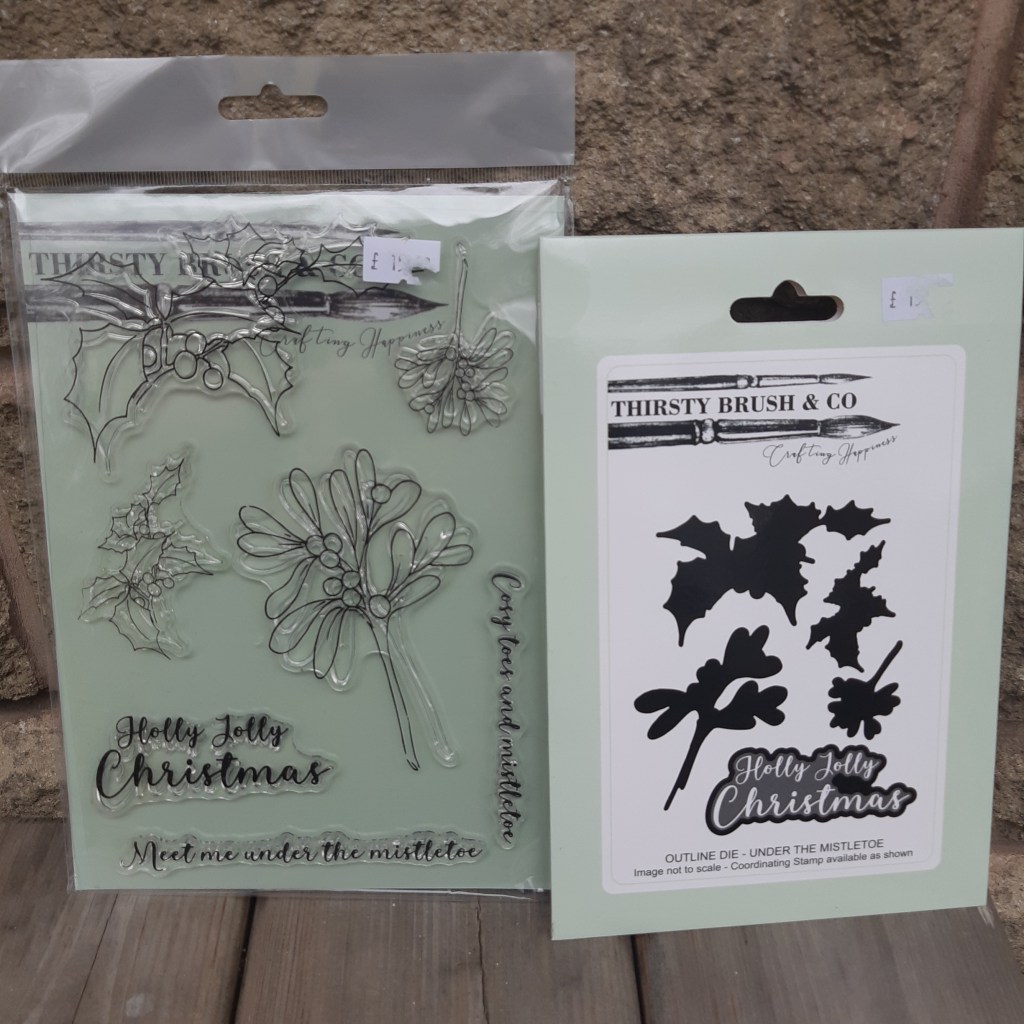 THIRSTY BRUSH & CO
Crafting Happiness
Cosy toes and mistletoe
Holly Jolly
Christmas
Meet me under the mistletoe
THIRSTY BRUSH & CO
Crafting Happiness
Holly Jolly
Christmas
OUTLINE DIE - UNDER THE MISTLETOE
Image not to scale - Coordinating Stamp available as shown